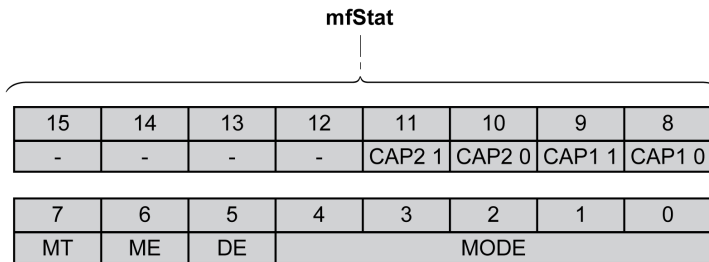 mfStat
15 14 13 12 11 10 9 8
- - - - CAP2 1 CAP2 0 CAP1 1 CAP1 0
7 6 5 4 3 2 1 0
MT ME DE MODE